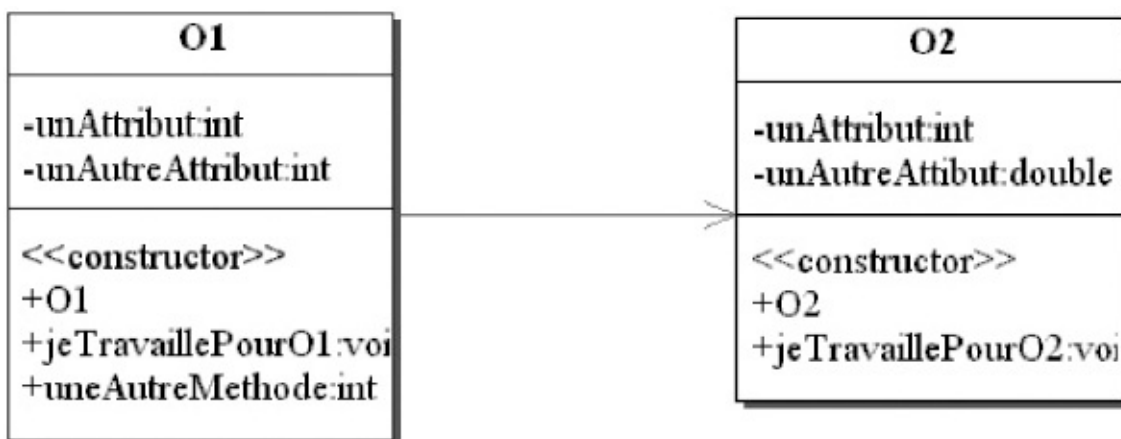 O1
-unAttribut:int
-unAutreAttribut:int
<<constructor>>
+O1
+jeTravaillePourO1:voi
+uneAutreMethode:int
O2
-unAttribut:int
-unAutreAttibut:double
<<constructor>>
+O2
+jeTravaillePourO2:voi